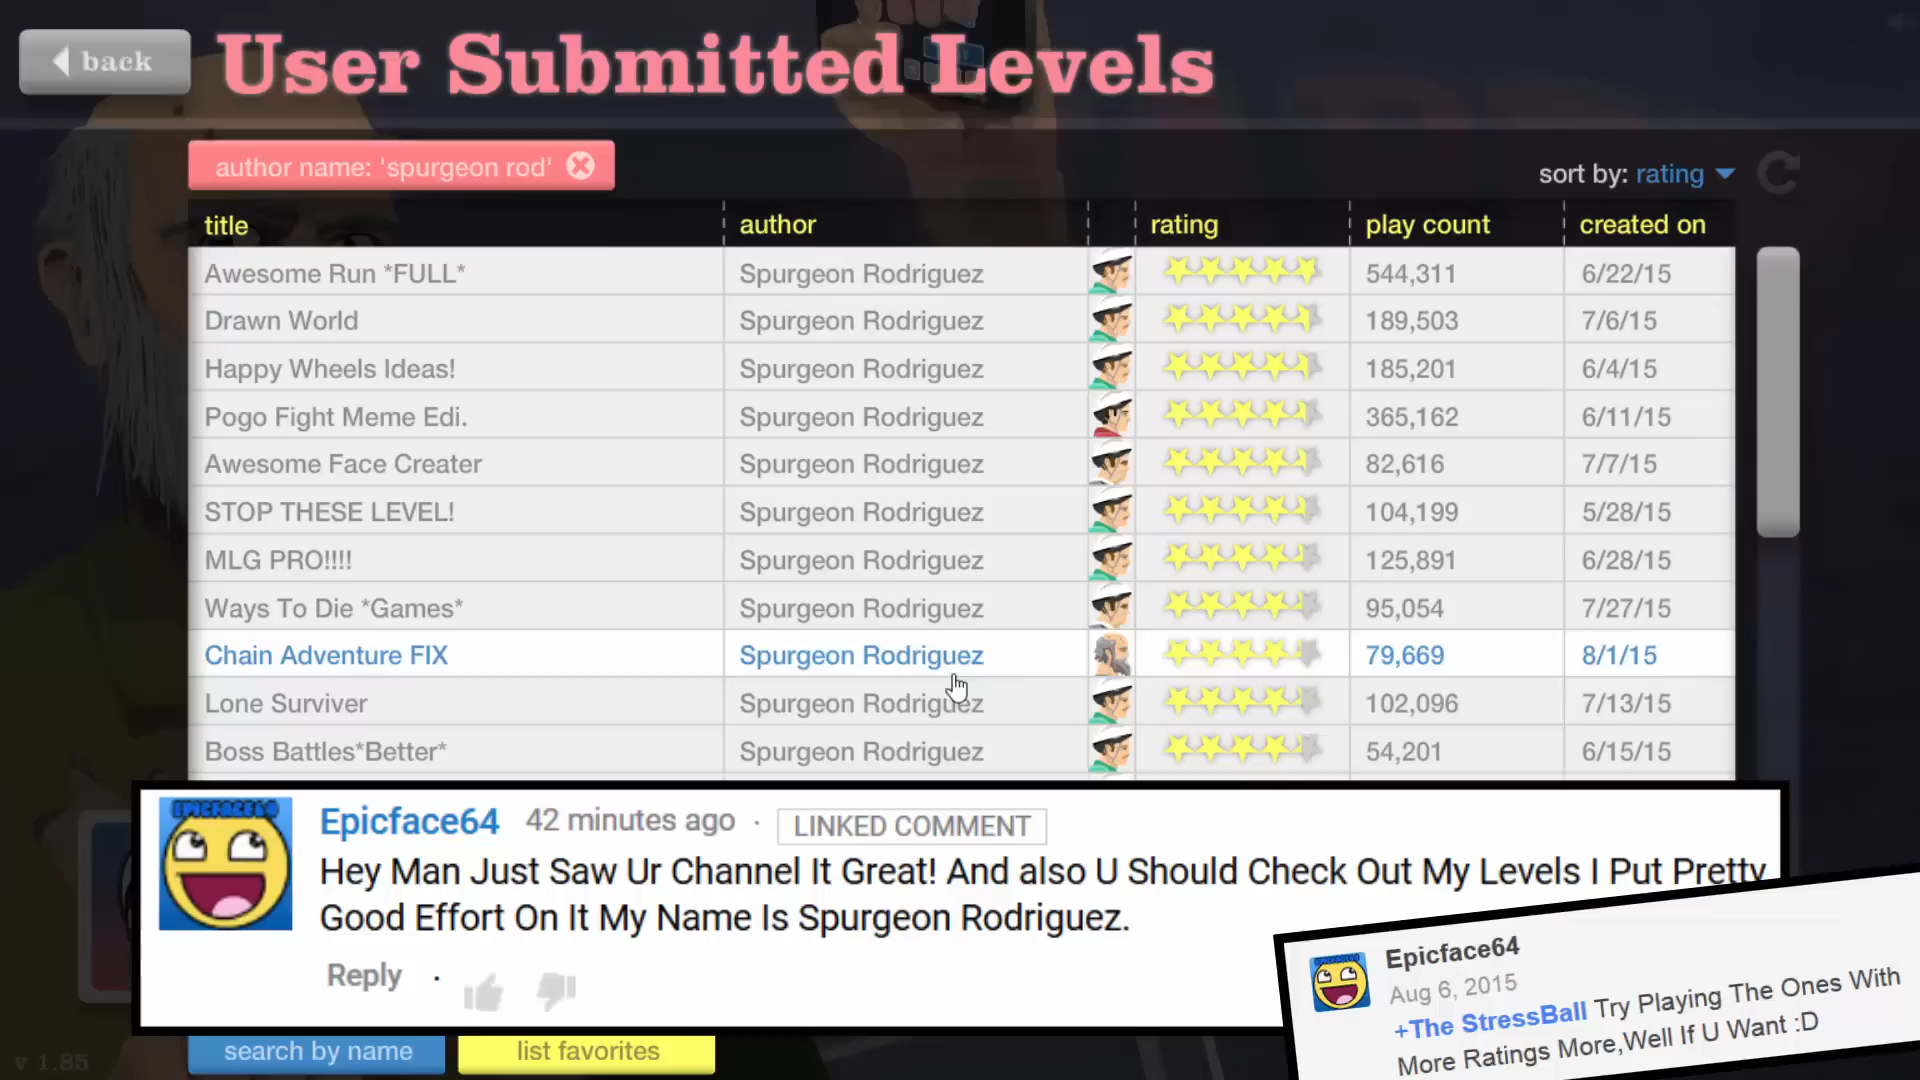 back
User Submitted Levels
author name: 'spurgeon rod'
sort by: rating
title author rating play count created on
Awesome Run *FULL* Spurgeon Rodriguez 544,311 6/22/15
Drawn World Spurgeon Rodriguez 189,503 7/6/15
Happy Wheels Ideas! Spurgeon Rodriguez 185,201 6/4/15
Pogo Fight Meme Edi. Spurgeon Rodriguez 365,162 6/11/15
Awesome Face Creater Spurgeon Rodriguez 82,616 7/7/15
STOP THESE LEVEL! Spurgeon Rodriguez 104,199 5/28/15
MLG PRO!!!! Spurgeon Rodriguez 125,891 6/28/15
Ways To Die *Games* Spurgeon Rodriguez 95,054 7/27/15
Chain Adventure FIX Spurgeon Rodriguez 79,669 8/1/15
Lone Surviver Spurgeon Rodriguez 102,096 7/13/15
Boss Battles*Better* Spurgeon Rodriguez 54,201 6/15/15
EPICFACE64
Epicface64 42 minutes ago · LINKED COMMENT
Hey Man Just Saw Ur Channel It Great! And also U Should Check Out My Levels I Put Pretty
Good Effort On It My Name Is Spurgeon Rodriguez.
Reply ·
Epicface64
Aug 6, 2015
+The StressBall Try Playing The Ones With
More Ratings More,Well If U Want :D
search by name
list favorites
v 1.85